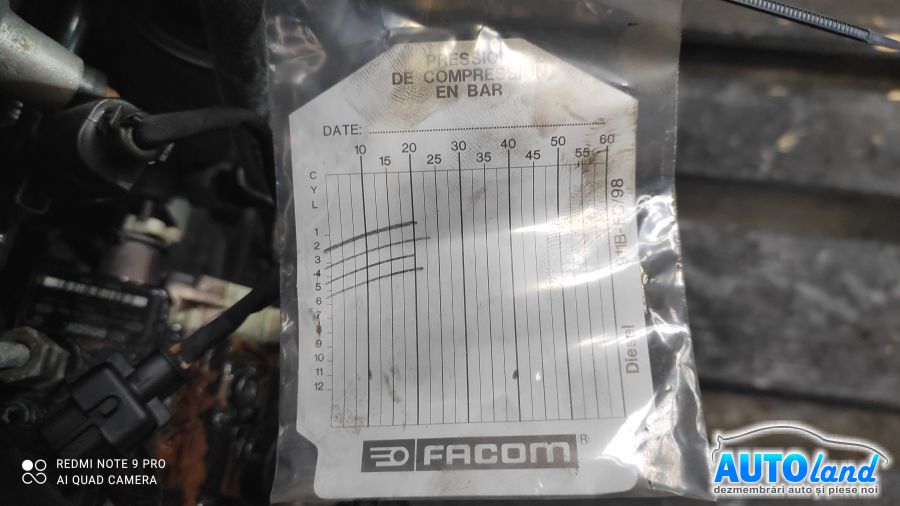 PRESSION
DE COMPRESSION
EN BAR
DATE:
10 20 30 40 50 60
15 25 35 45 55
C
Y
L
1
2
3
4
5
6
7
8
9
10
11
12
Diesel
FACOM®
REDMI NOTE 9 PRO
AI QUAD CAMERA
AUTOland
dezmembrări auto și piese noi